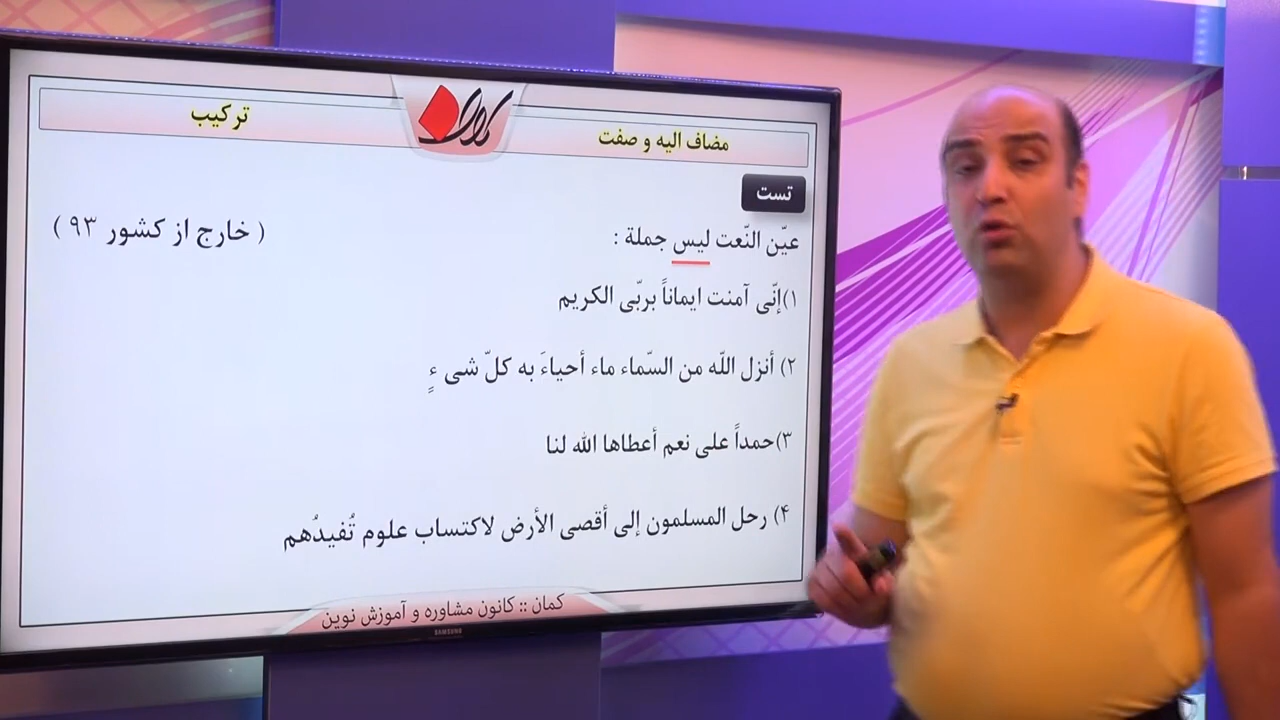 مضاف الیه و صفت
ترکیب
تست
عیّن النّعت لیس جملة :
( خارج از کشور ۹۳ )
۱)إنّی آمنت ایماناً بربّی الکریم
۲) أنزل اللّه من السّماء ماء أحیاءَ به کلّ شی ءٍ
۳)حمداً علی نعم أعطاها الله لنا
۴) رحل المسلمون إلی أقصی الأرض لاکتساب علوم تُفیدُهم
کمان :: کانون مشاوره و آموزش نوین
SAMSUNG